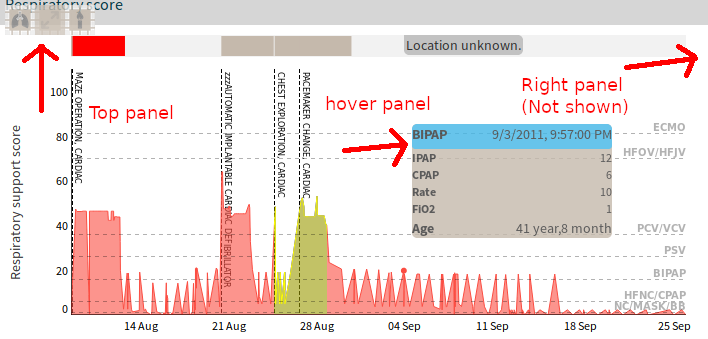 Respiratory score
Location unknown.
Top panel
hover panel
Right panel
(Not shown)
Respiratory support score
100
80
60
40
20
0
MAZE OPERATION, CARDIAC
zzzAUTOMATIC IMPLANTABLE CARDIAC DEFIBRILLATOR
CHEST EXPLORATION, CARDIAC
PACEMAKER CHANGE, CARDIAC
BIPAP 9/3/2011, 9:57:00 PM
IPAP 12
CPAP 6
Rate 10
FIO2 1
Age 41 year,8 month
ECMO
HFOV/HFJV
PCV/VCV
PSV
BIPAP
HFNC/CPAP
NC/MASK/BB
14 Aug 21 Aug 28 Aug 04 Sep 11 Sep 18 Sep 25 Sep